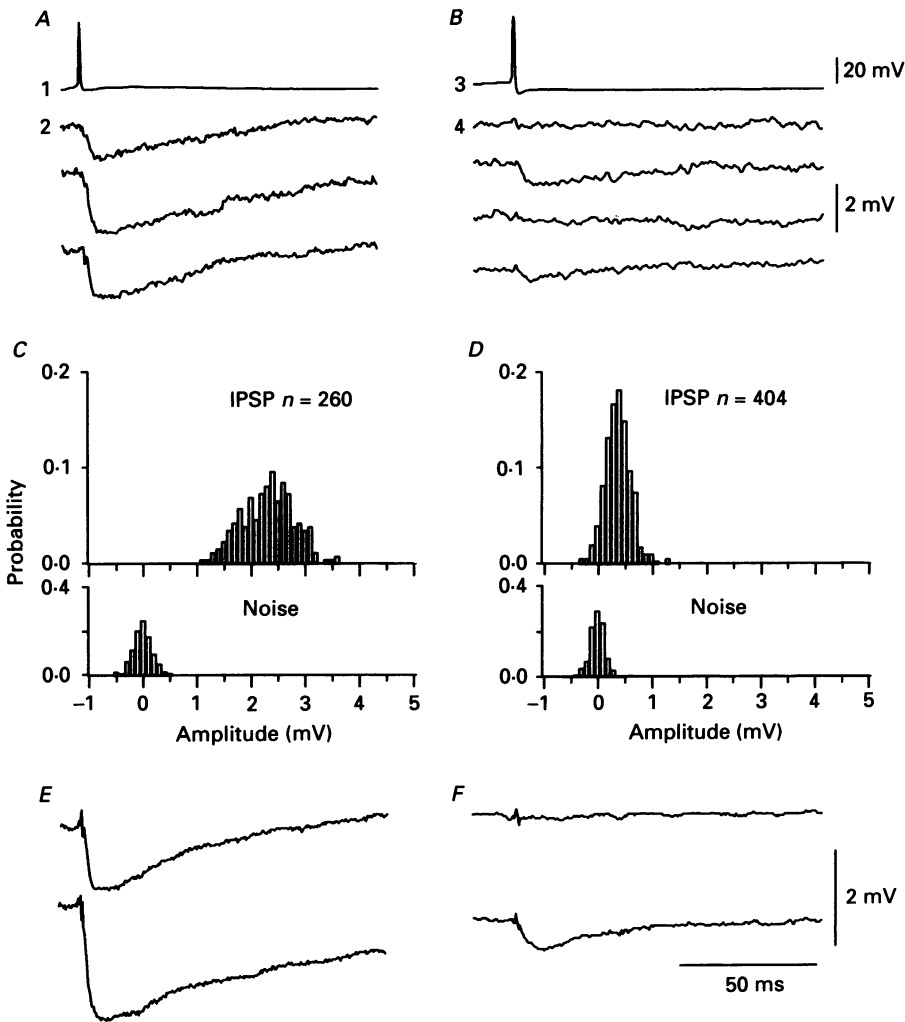 A
B
1
3
20 mV
2
4
2 mV
C
D
0·2
IPSP n = 260
0·2
IPSP n = 404
0·1
0·1
Probability
0·0
0·0
0·4
Noise
0·4
Noise
0·0
0·0
−1 0 1 2 3 4 5
−1 0 1 2 3 4 5
Amplitude (mV)
Amplitude (mV)
E
F
2 mV
50 ms